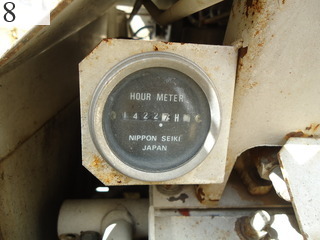 8
HOUR METER
NIPPON SEIKI
JAPAN